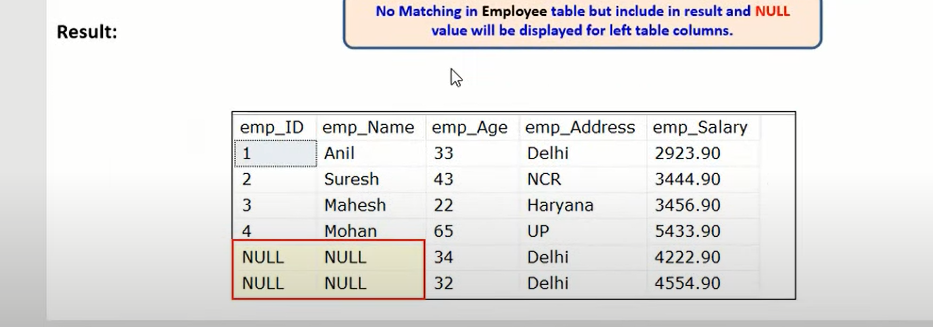 No Matching in Employee table but include in result and NULL
value will be displayed for left table columns.
Result:
emp_ID emp_Name emp_Age emp_Address emp_Salary
1 Anil 33 Delhi 2923.90
2 Suresh 43 NCR 3444.90
3 Mahesh 22 Haryana 3456.90
4 Mohan 65 UP 5433.90
NULL NULL 34 Delhi 4222.90
NULL NULL 32 Delhi 4554.90